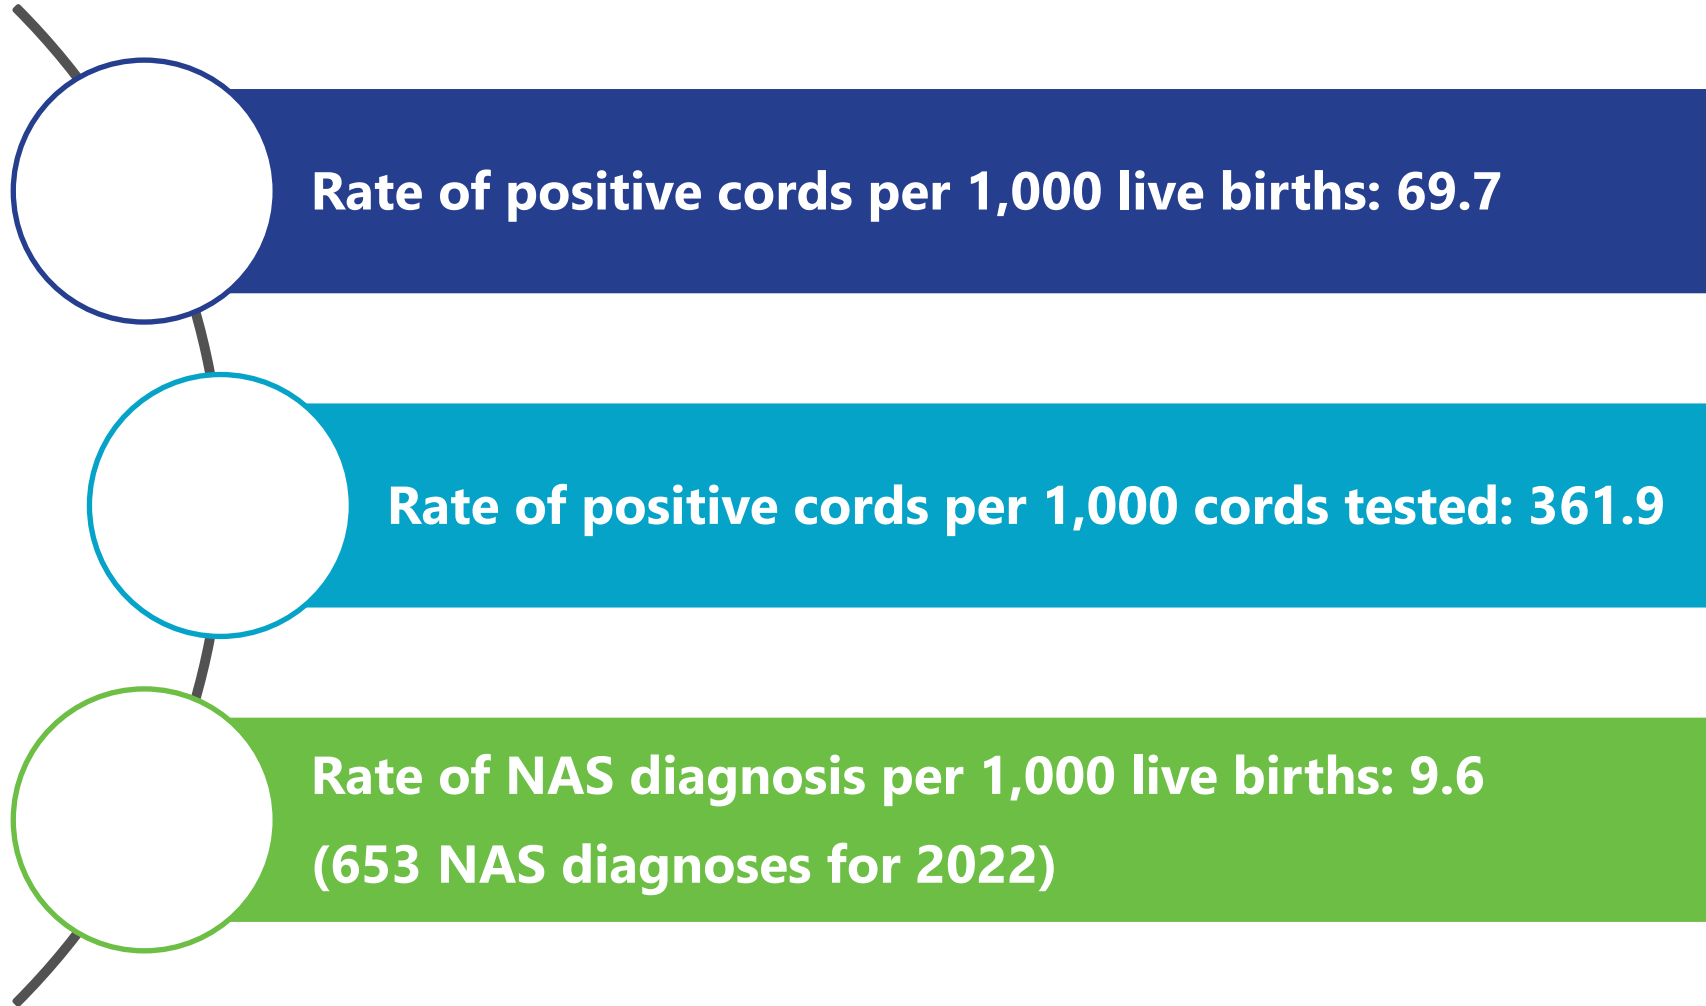 Rate of positive cords per 1,000 live births: 69.7
Rate of positive cords per 1,000 cords tested: 361.9
Rate of NAS diagnosis per 1,000 live births: 9.6
(653 NAS diagnoses for 2022)